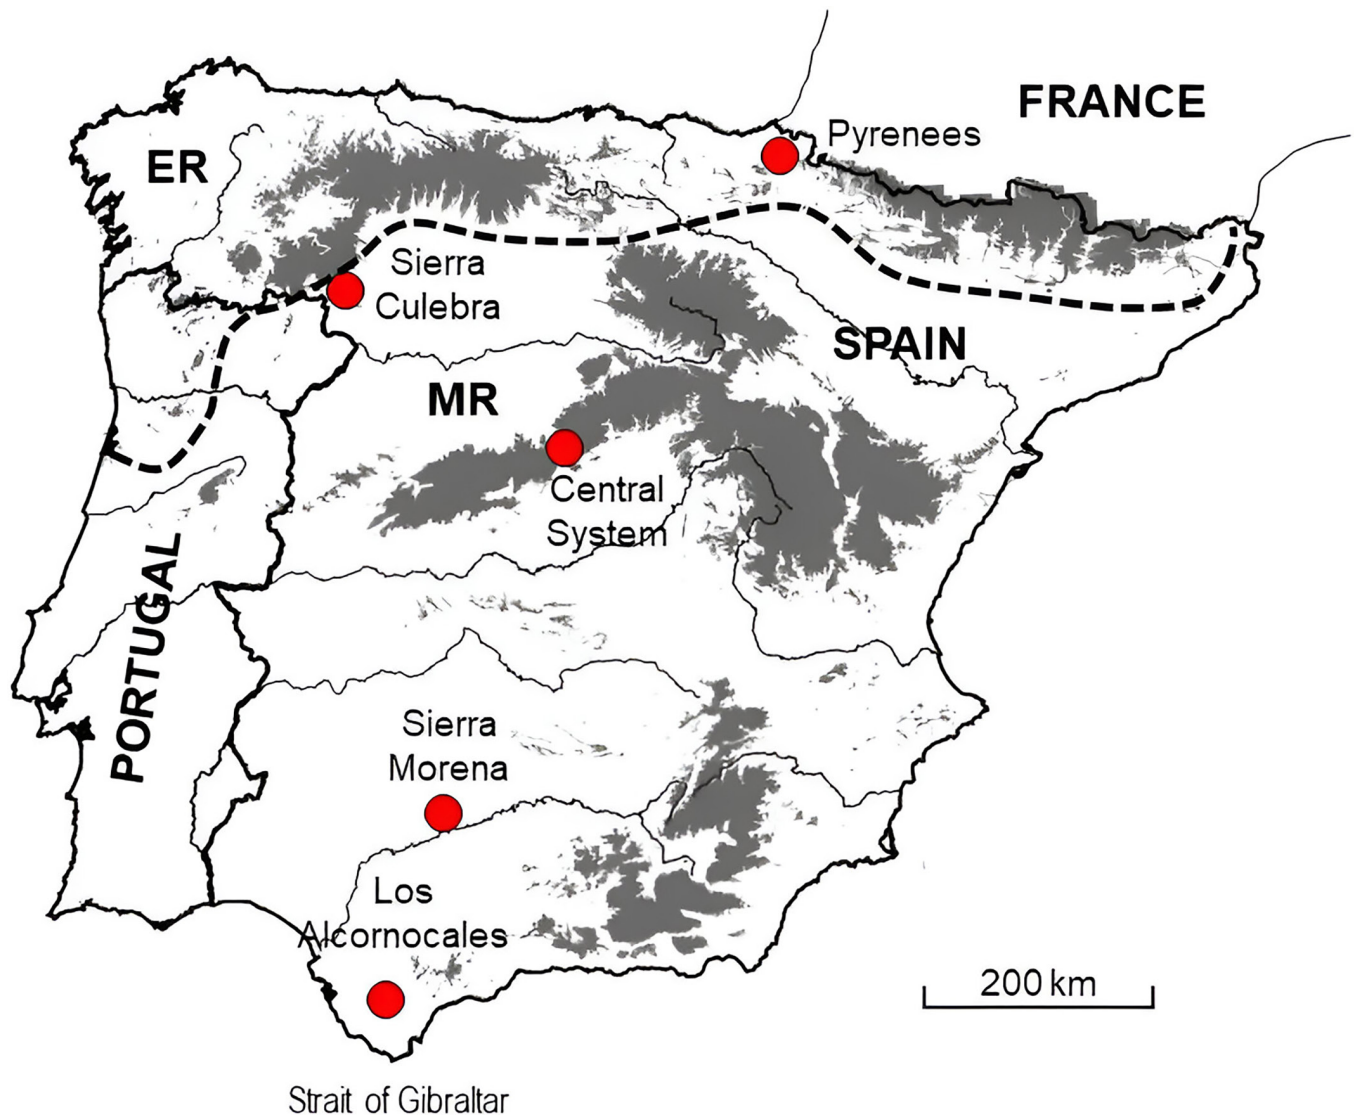 FRANCE
Pyrenees
ER
Sierra
Culebra
SPAIN
MR
Central
System
PORTUGAL
Sierra
Morena
Los
Alcornocales
200 km
Strait of Gibraltar